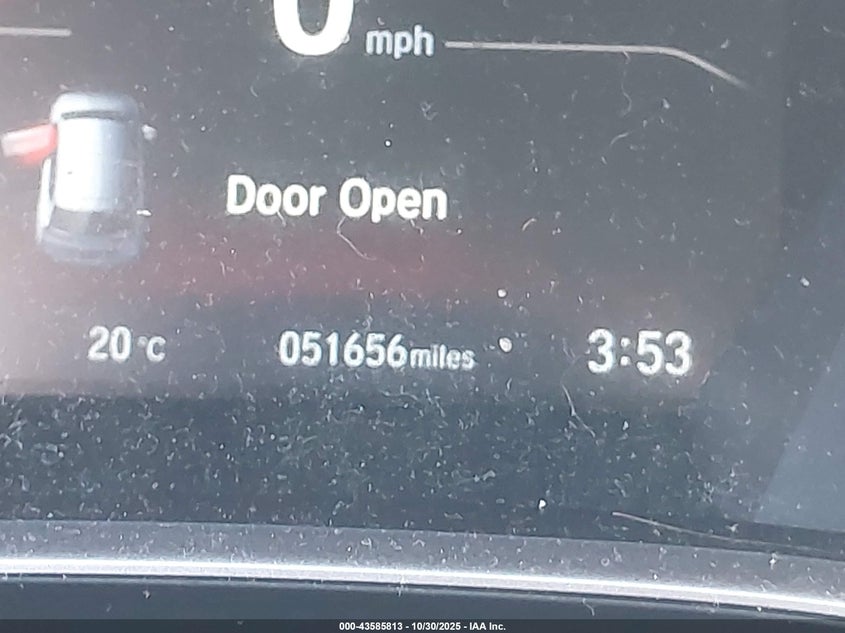 0 mph
Door Open
20°C 051656miles 3:53
000-43585813 - 10/30/2025 - IAA Inc.